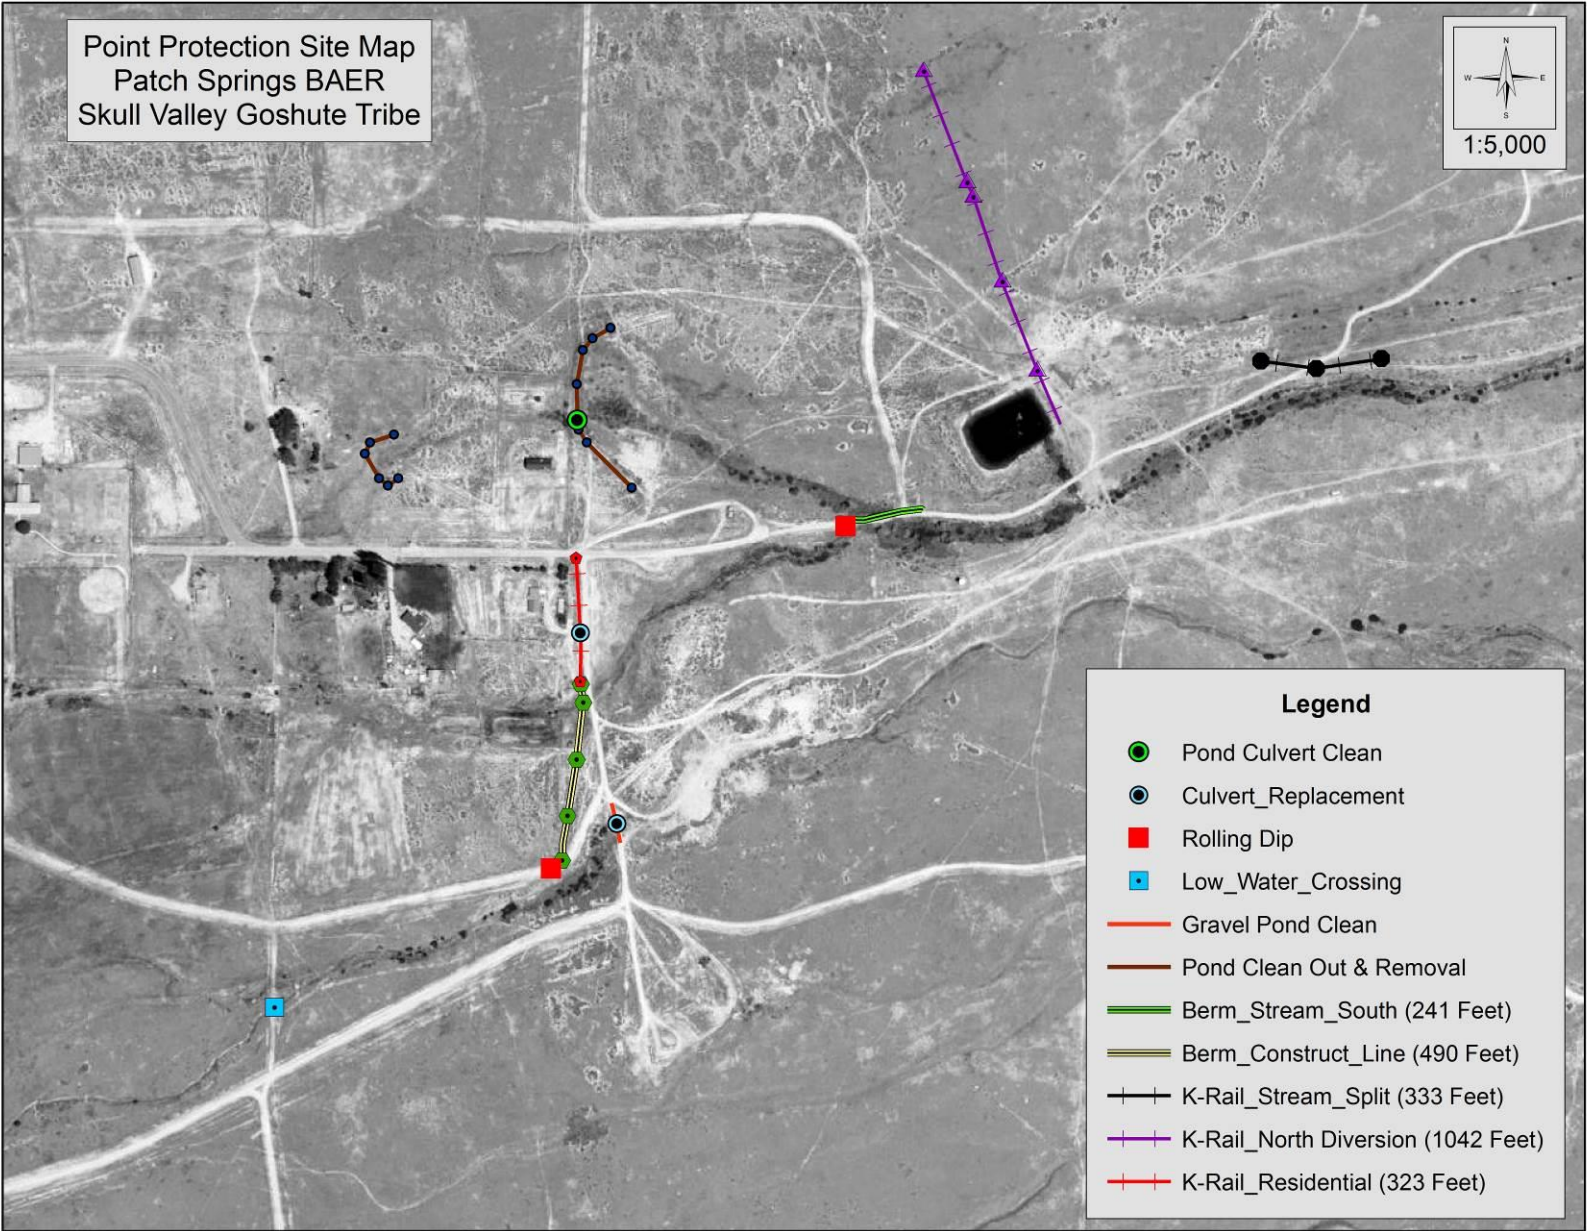 Point Protection Site Map
Patch Springs BAER
Skull Valley Goshute Tribe
N
W E
S
1:5,000
Legend
Pond Culvert Clean
Culvert_Replacement
Rolling Dip
Low_Water_Crossing
Gravel Pond Clean
Pond Clean Out & Removal
Berm_Stream_South (241 Feet)
Berm_Construct_Line (490 Feet)
K-Rail_Stream_Split (333 Feet)
K-Rail_North Diversion (1042 Feet)
K-Rail_Residential (323 Feet)